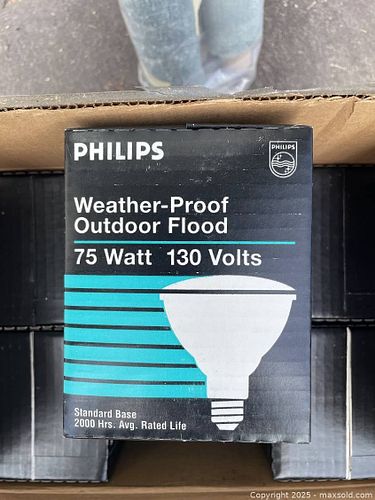 PHILIPS
PHILIPS
Weather-Proof
Outdoor Flood
75 Watt 130 Volts
Standard Base
2000 Hrs. Avg. Rated Life
Copyright 2025 - maxsold.com